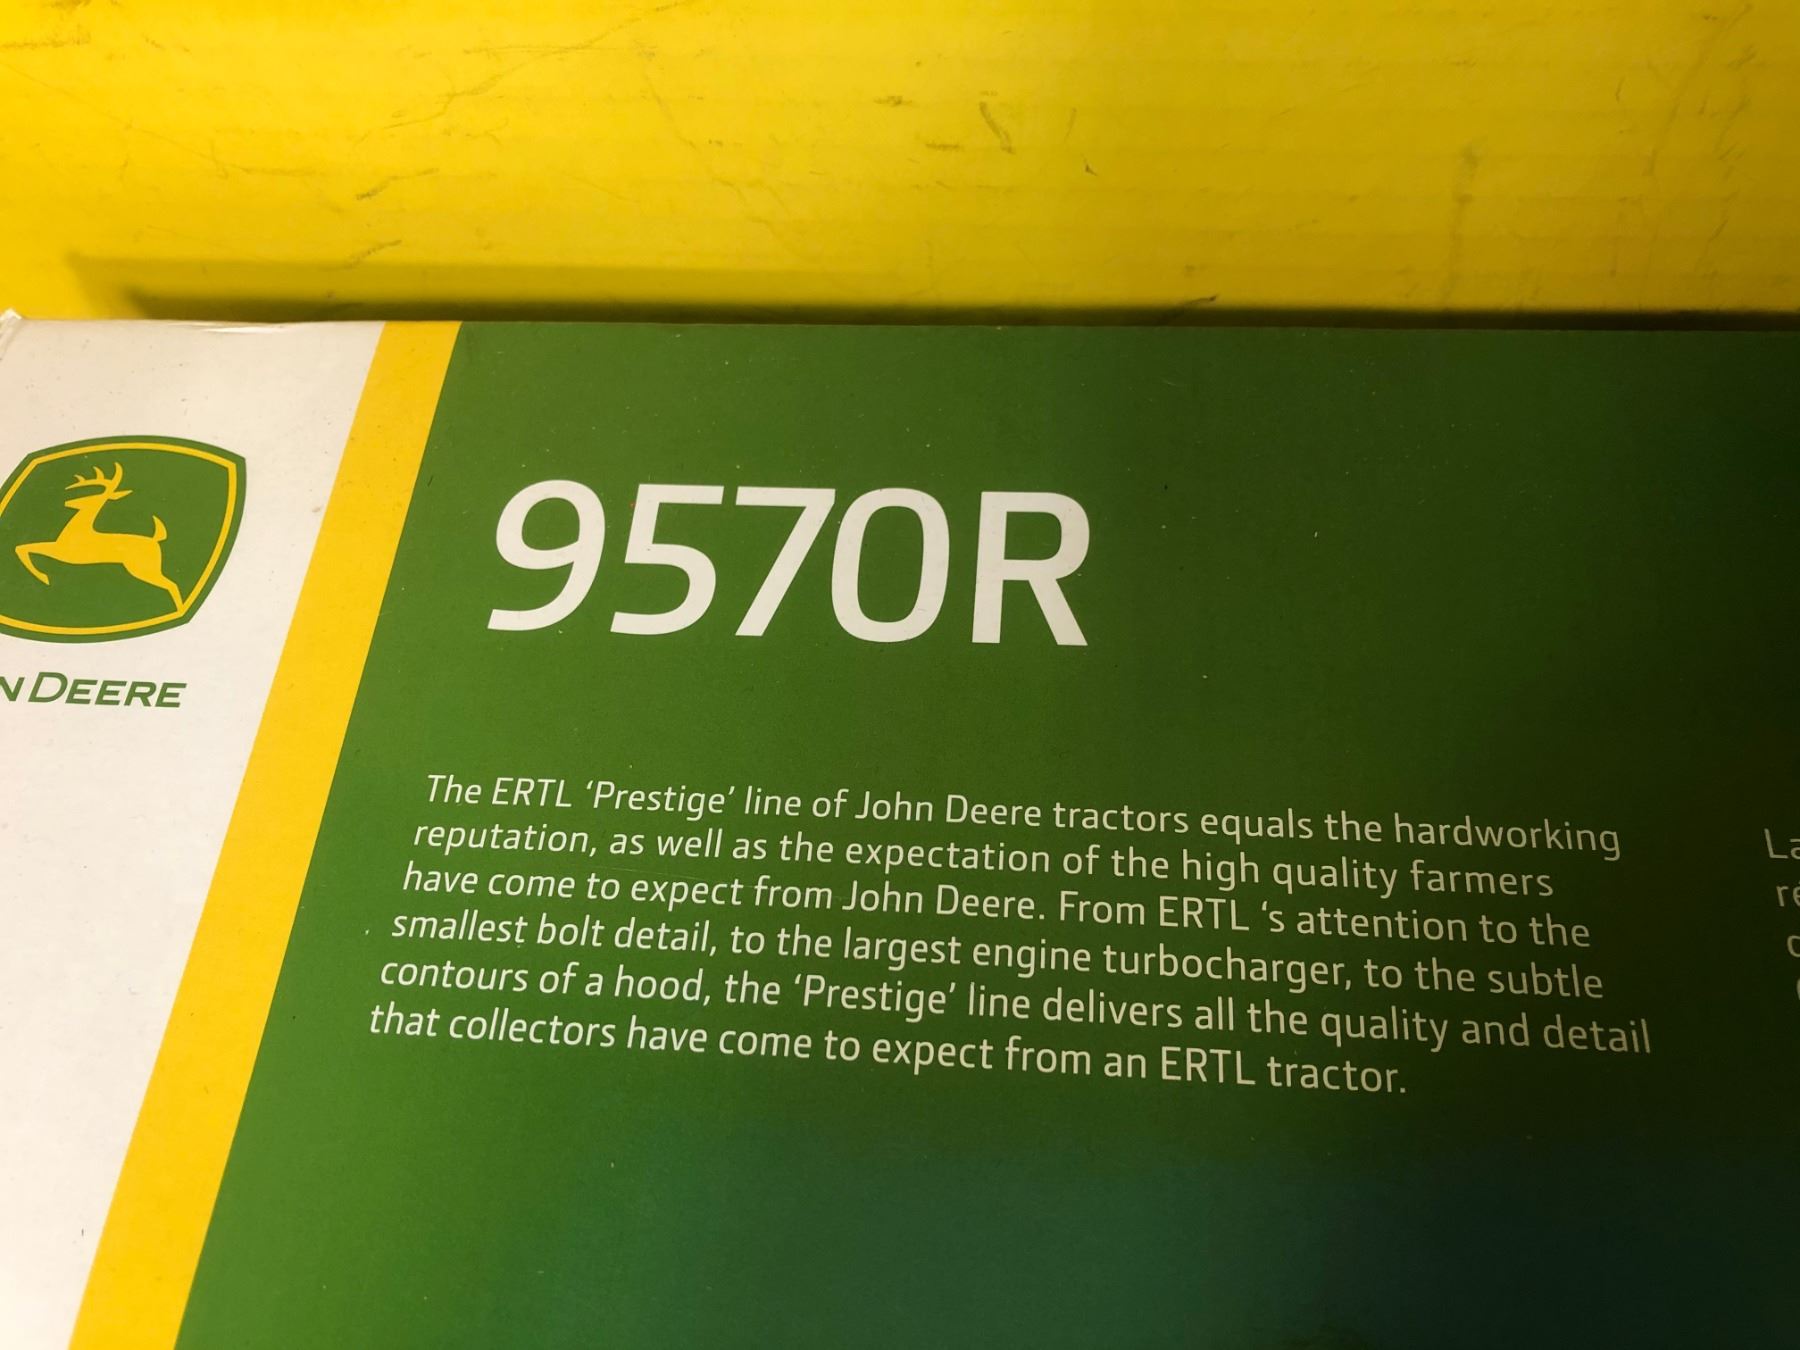 9570R
DEERE
The ERTL ‘Prestige’ line of John Deere tractors equals the hardworking
reputation, as well as the expectation of the high quality farmers
have come to expect from John Deere. From ERTL ‘s attention to the
smallest bolt detail, to the largest engine turbocharger, to the subtle
contours of a hood, the ‘Prestige’ line delivers all the quality and detail
that collectors have come to expect from an ERTL tractor.